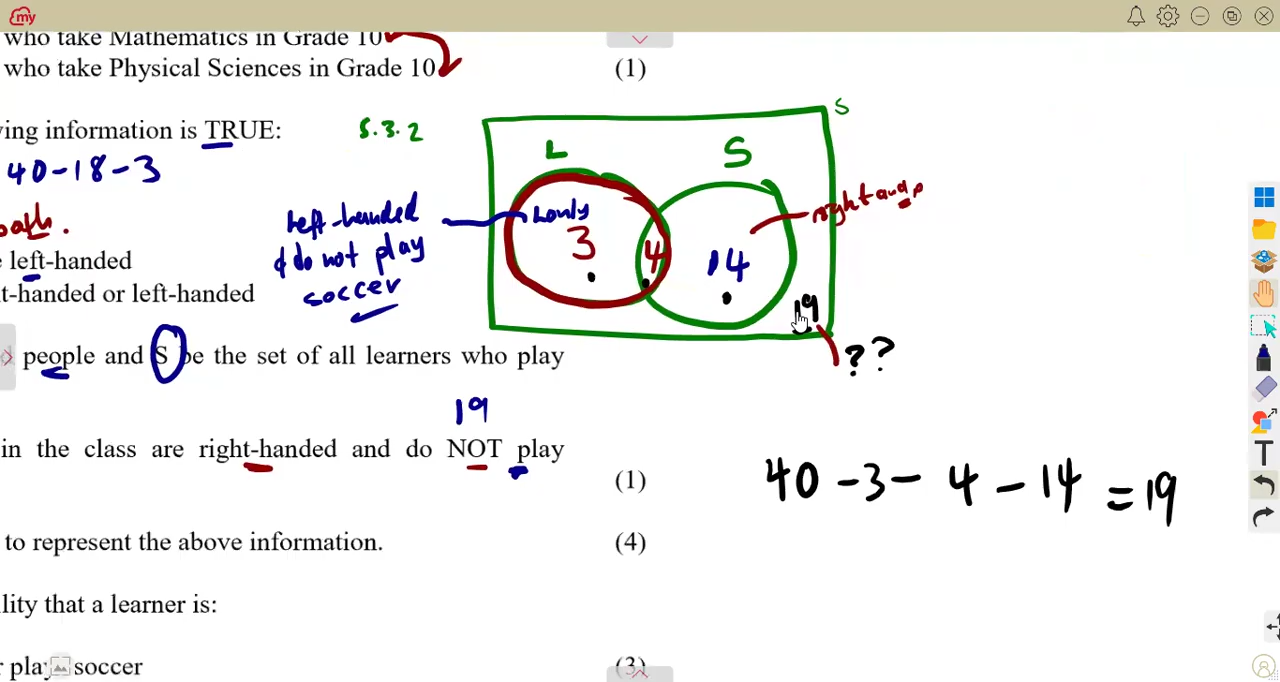 my
who take Mathematics in Grade 10
who take Physical Sciences in Grade 10 (1)
ving information is TRUE: 5.3.2
40-18-3
S
L S
left-handed
& do not play
soccer
L only
3 4 14
right and
19
??
e left-handed
t-handed or left-handed
people and S be the set of all learners who play
19
in the class are right-handed and do NOT play
(1)
40 - 3 - 4 - 14 = 19
to represent the above information. (4)
ility that a learner is:
r play soccer (3)
T